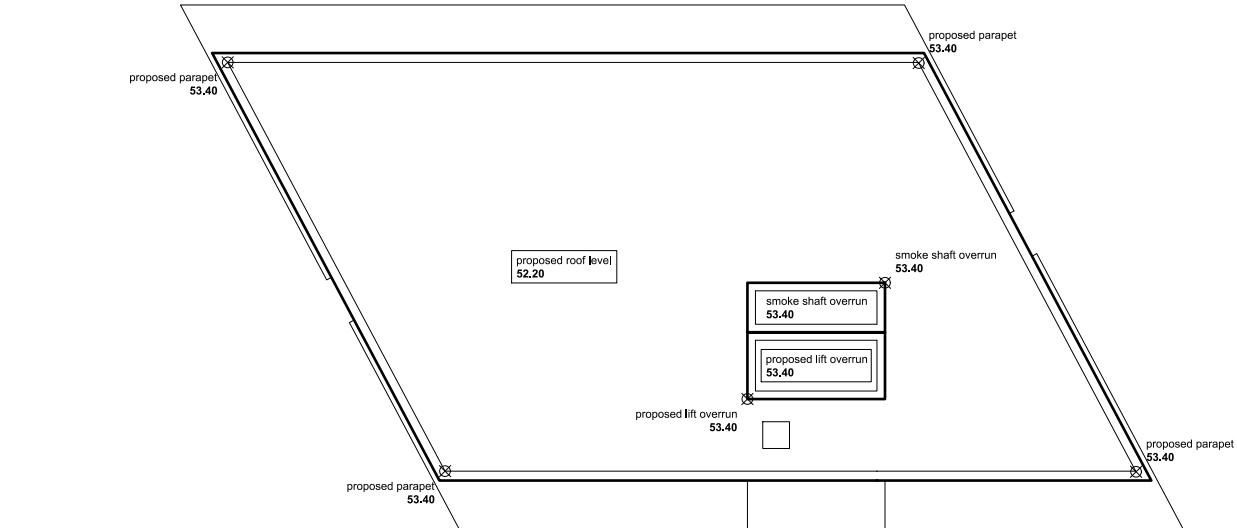 proposed parapet
53.40
proposed parapet
53.40
smoke shaft overrun
53.40
proposed roof level
52.20
smoke shaft overrun
53.40
proposed lift overrun
53.40
proposed lift overrun
53.40
proposed parapet
53.40
proposed parapet
53.40